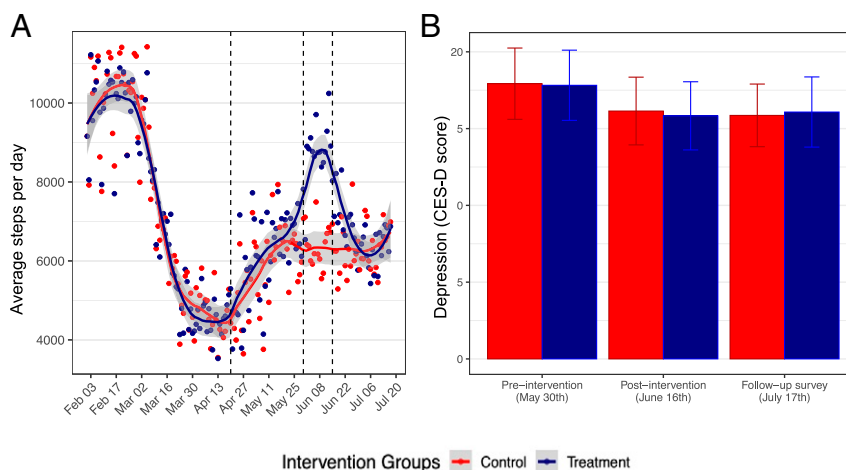 A
B
Average steps per day
10000
8000
6000
4000
Feb 03
Feb 17
Mar 02
Mar 16
Mar 30
Apr 13
Apr 27
May 11
May 25
Jun 08
Jun 22
Jul 06
Jul 20
Depression (CES-D score)
20
5
0
5
0
Pre−intervention
(May 30th)
Post−intervention
(June 16th)
Follow−up survey
(July 17th)
Intervention Groups
Control
Treatment